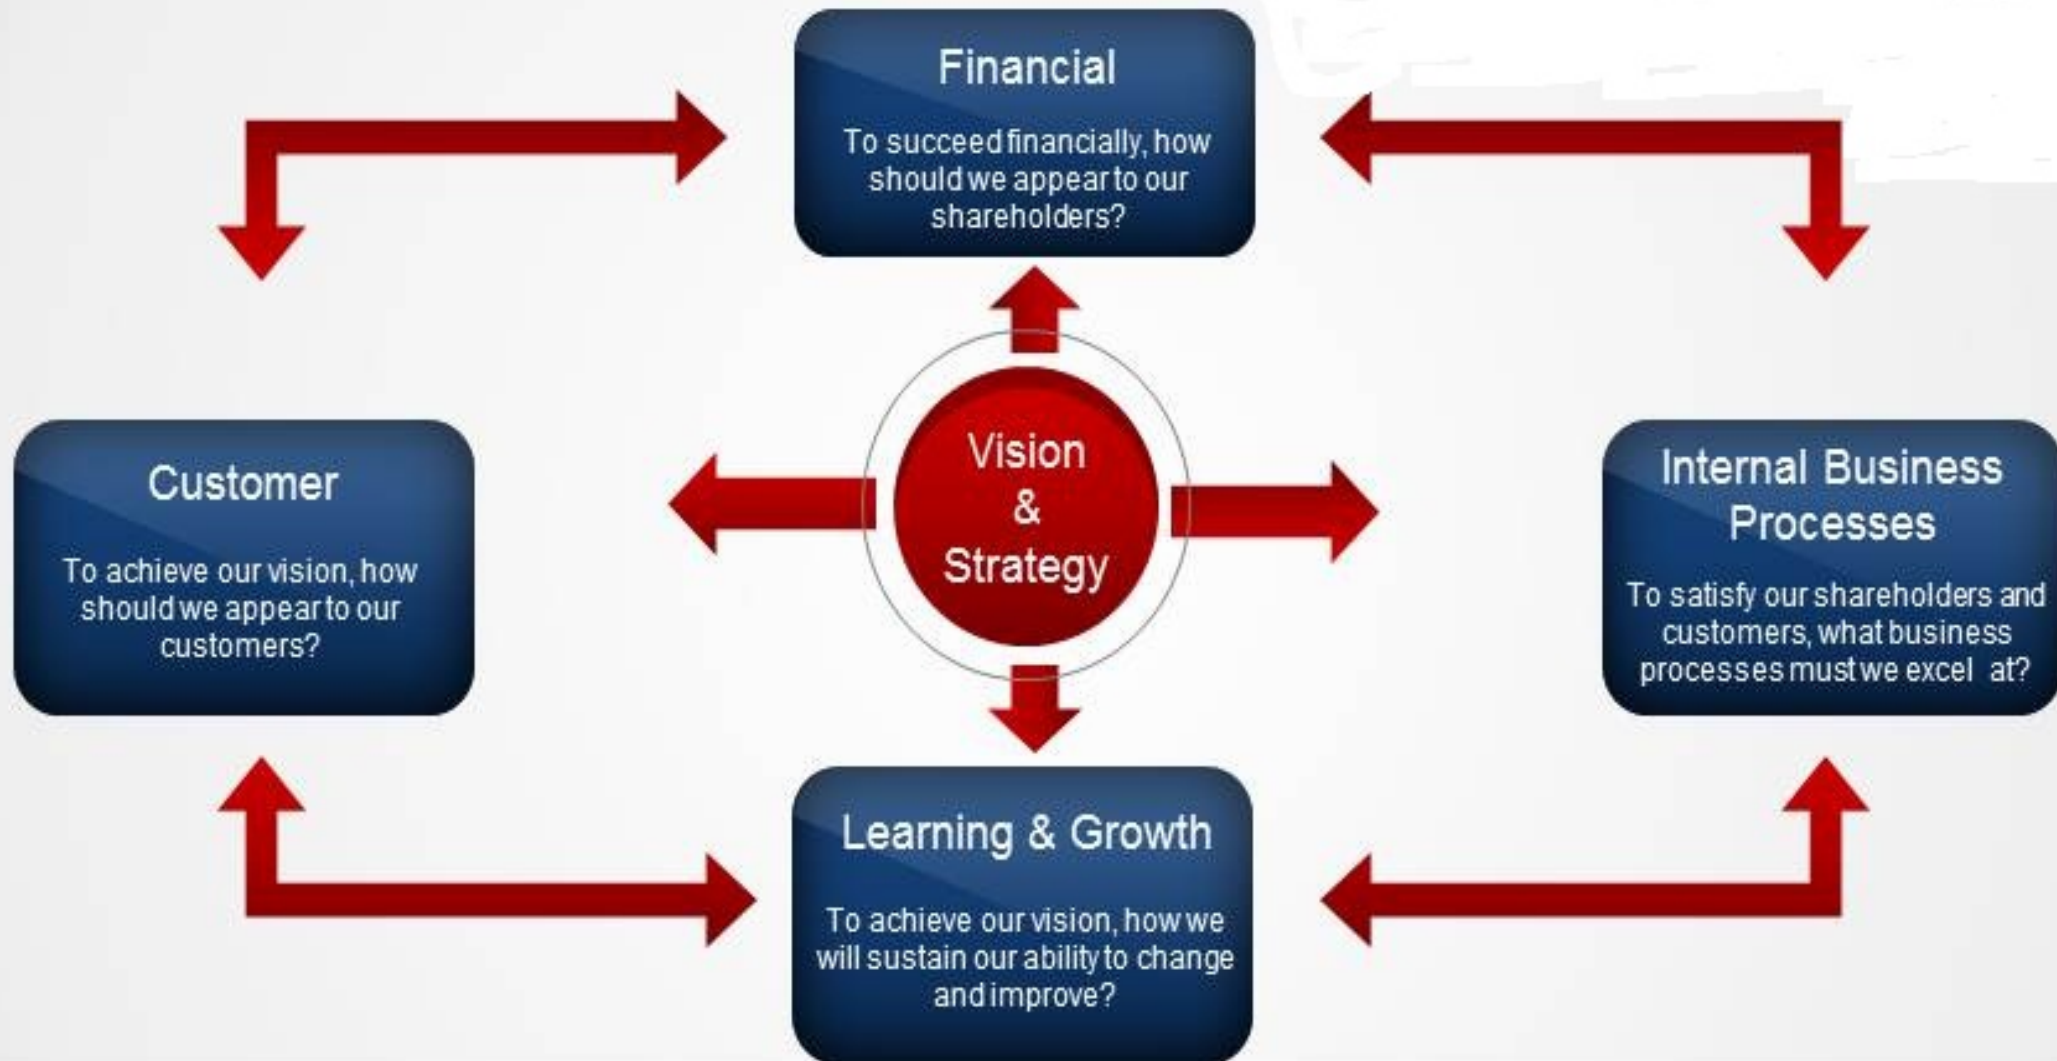 Financial
To succeed financially, how
should we appear to our
shareholders?
Vision
&
Strategy
Customer
To achieve our vision, how
should we appear to our
customers?
Internal Business
Processes
To satisfy our shareholders and
customers, what business
processes must we excel at?
Learning & Growth
To achieve our vision, how we
will sustain our ability to change
and improve?